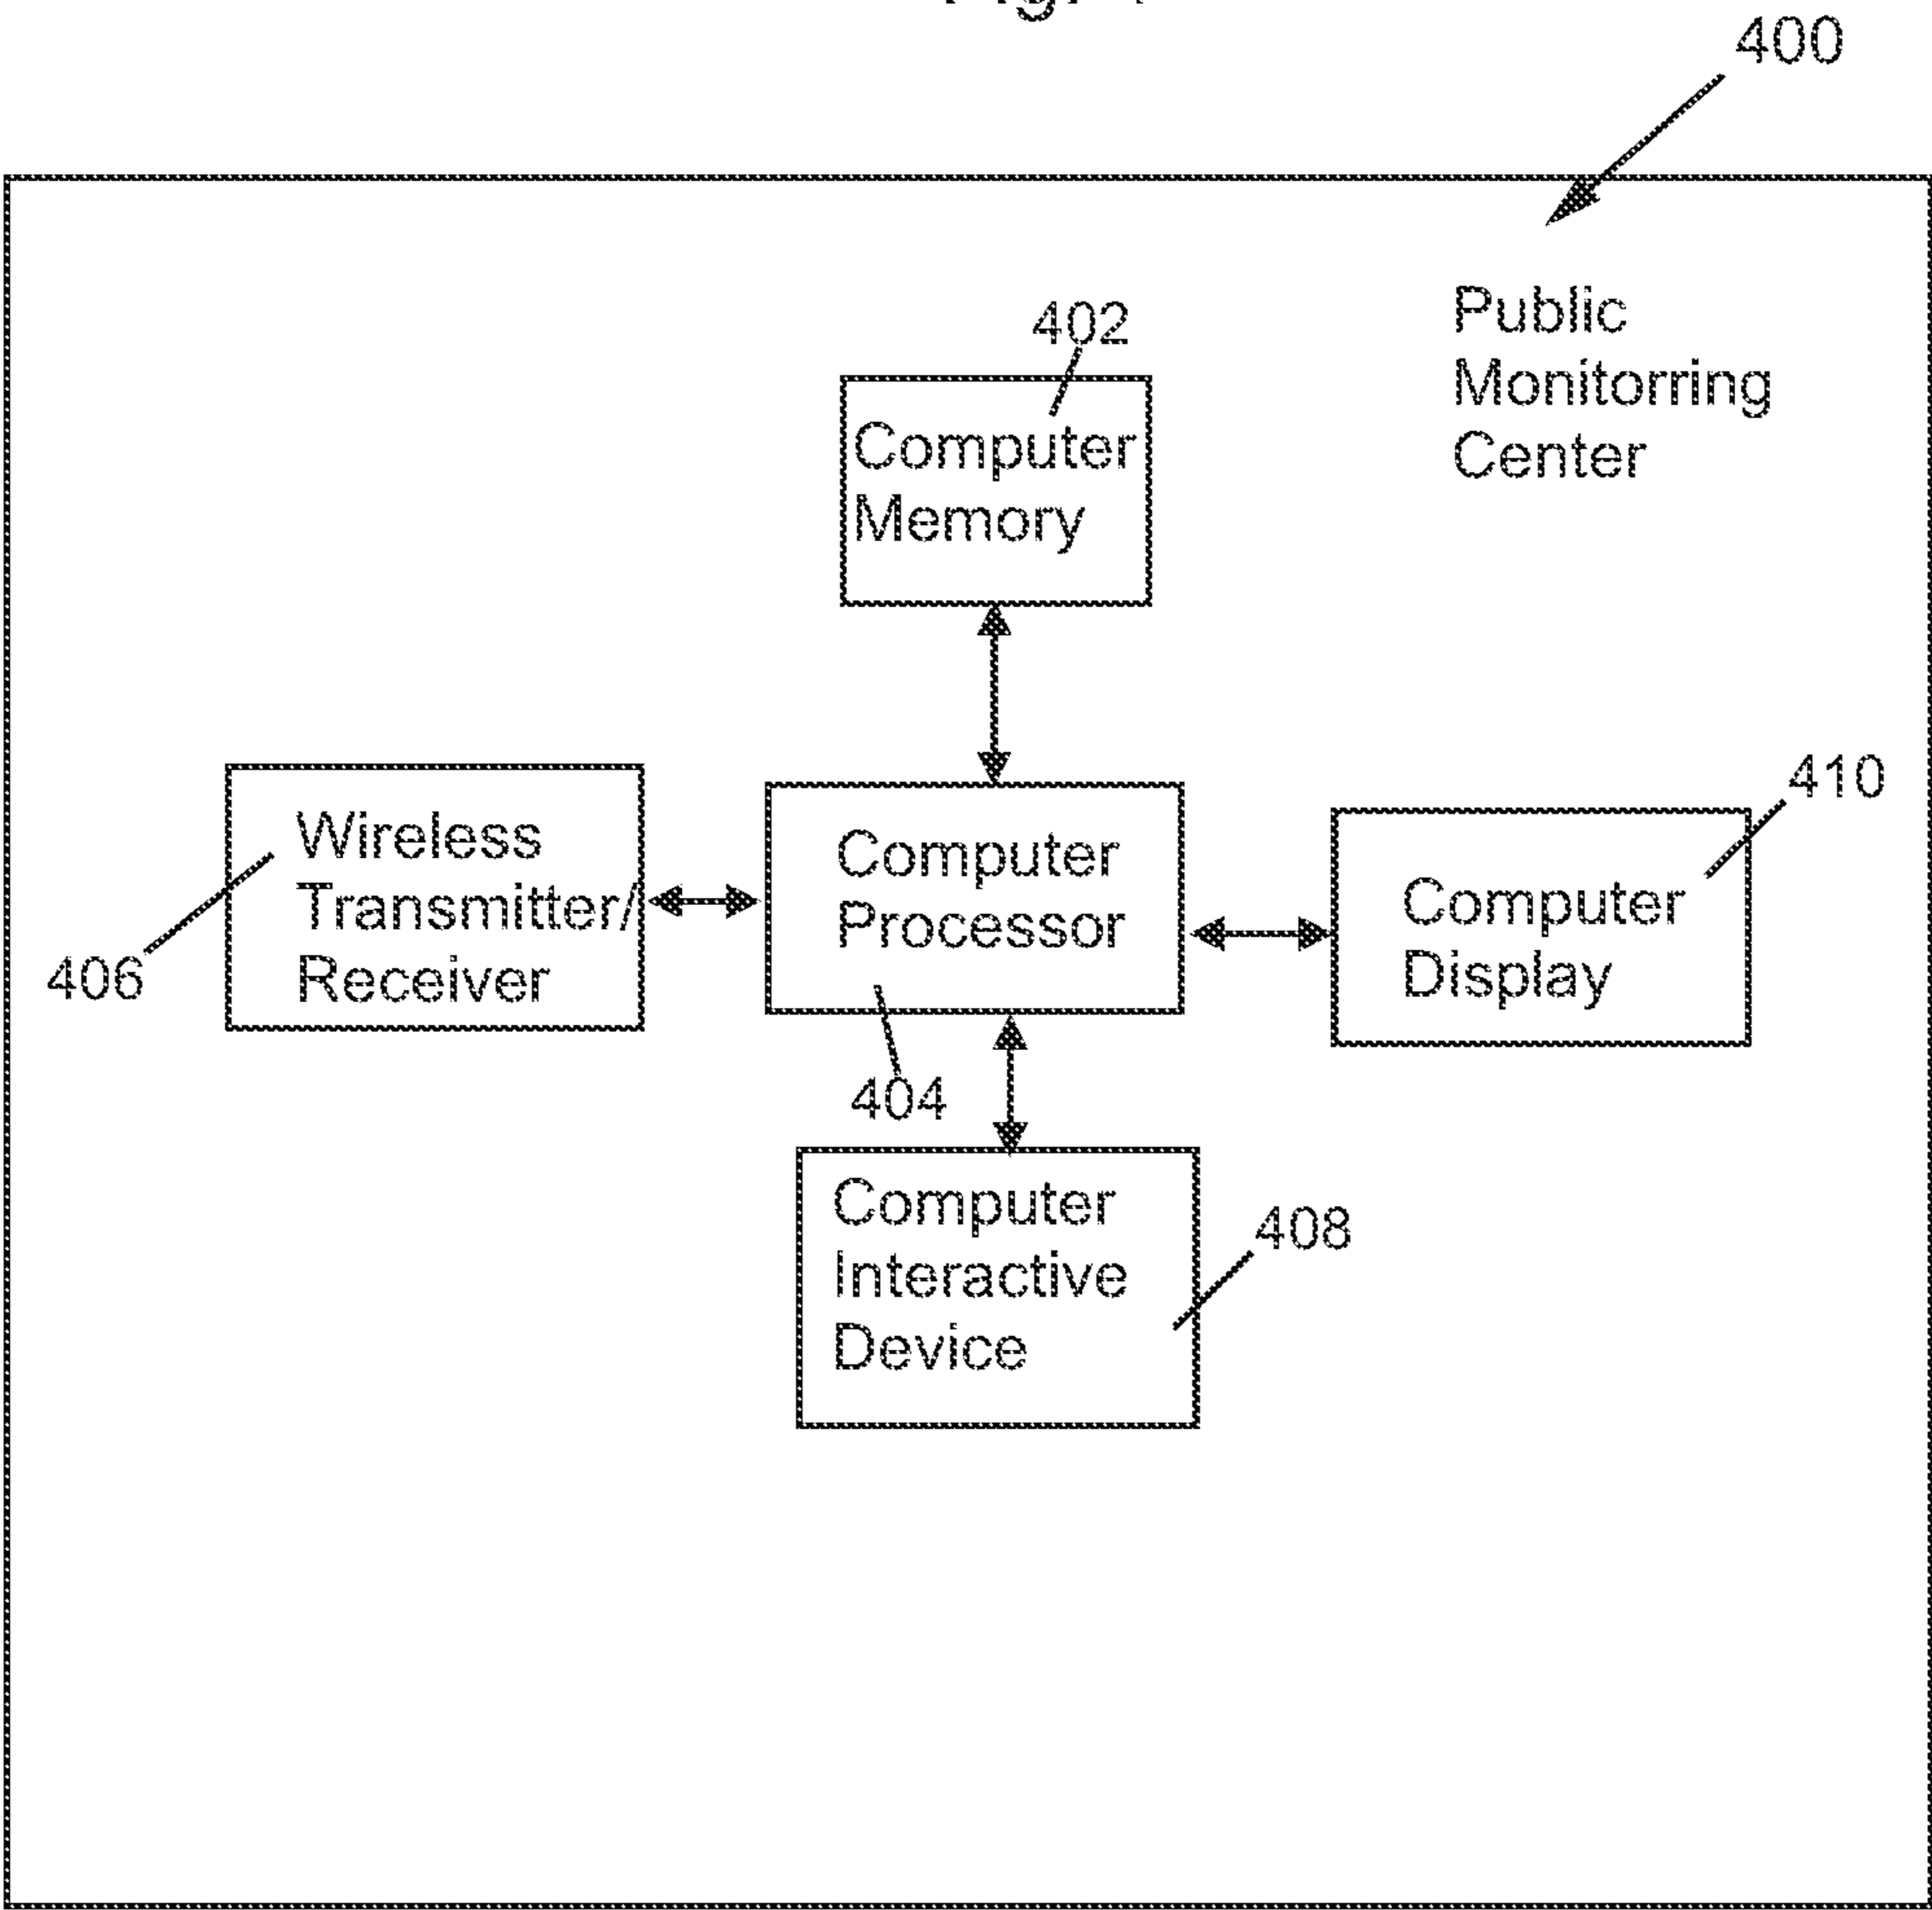 400
Public
Monitorring
Center
402
Computer
Memory
410
Wireless
Transmitter/
Receiver
406
Computer
Processor
404
Computer
Display
Computer
Interactive
Device
408